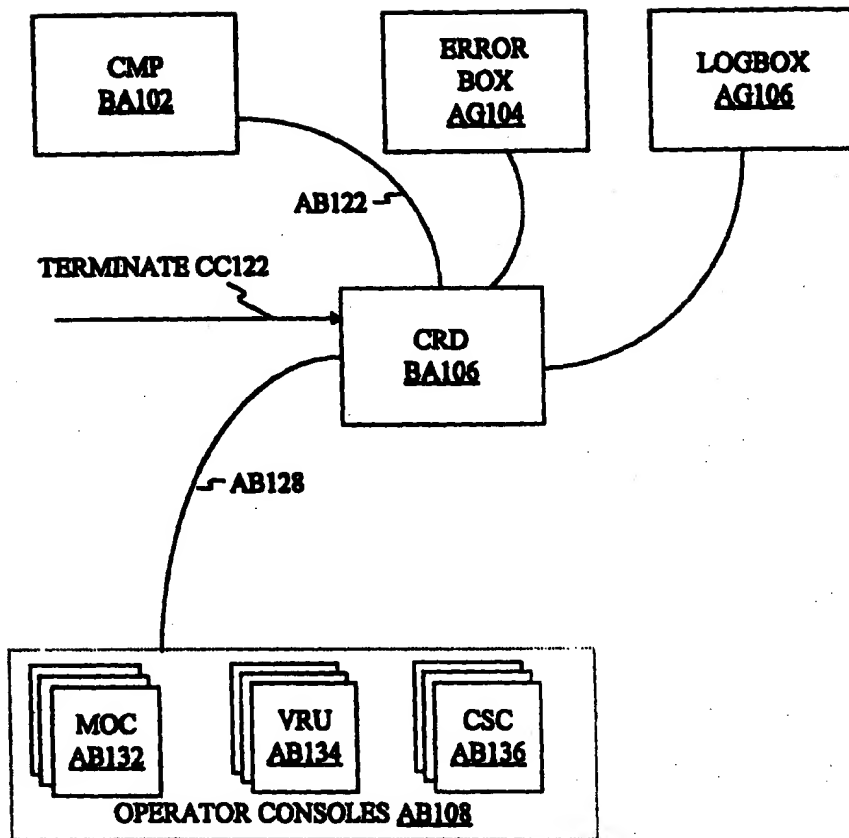 CMP
BA102
ERROR
BOX
AG104
LOGBOX
AG106
AB122
TERMINATE CC122
CRD
BA106
AB128
MOC
AB132
VRU
AB134
CSC
AB136
OPERATOR CONSOLES AB108